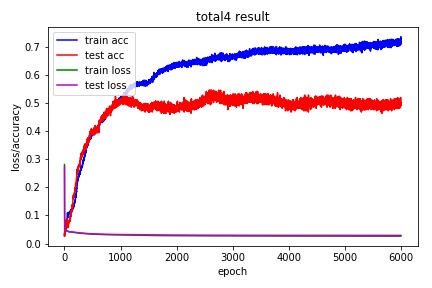 total4 result
train acc
test acc
train loss
test loss
loss/accuracy
0.7
0.6
0.5
0.4
0.3
0.2
0.1
0.0
0 1000 2000 3000 4000 5000 6000
epoch